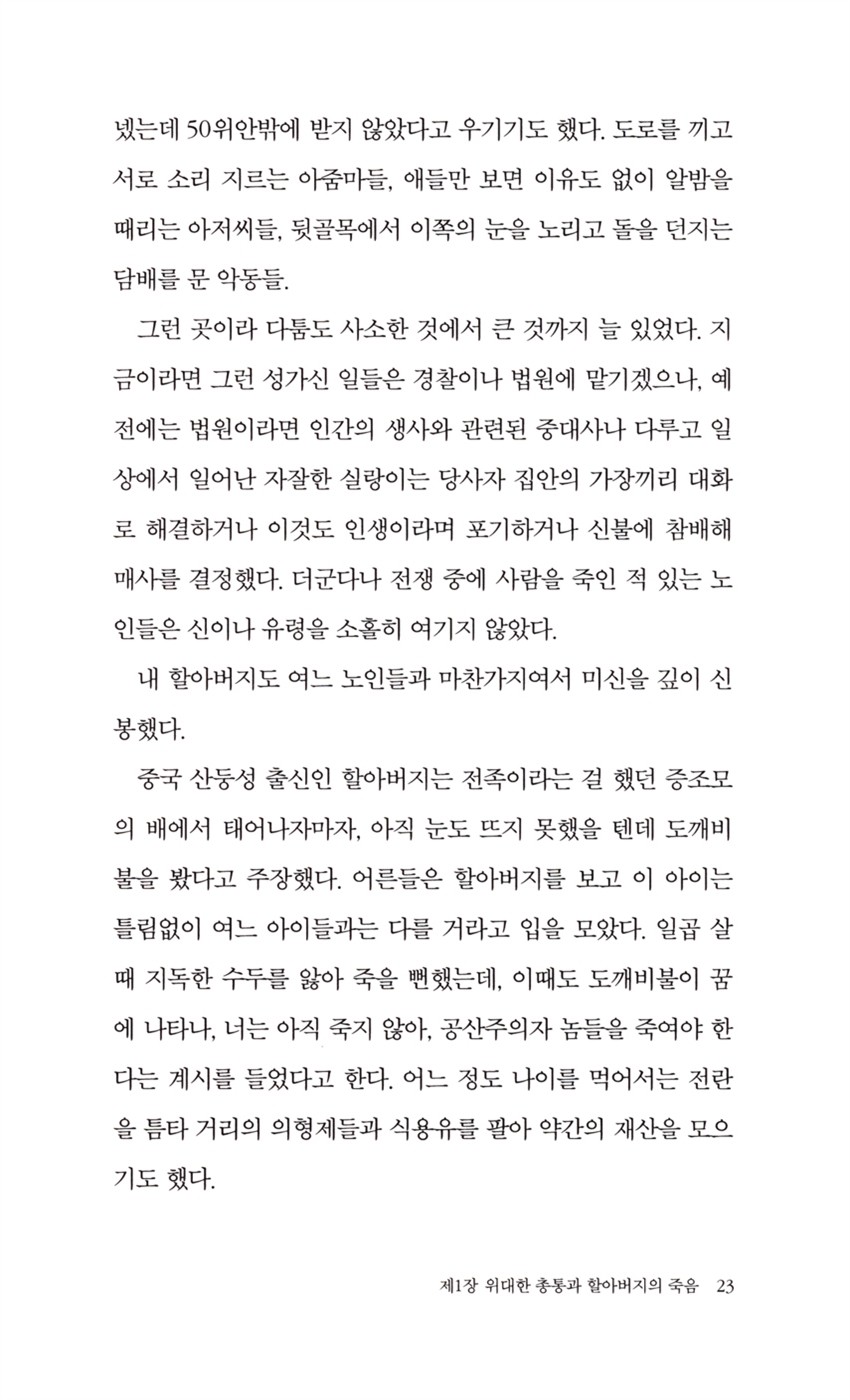 넸는데 50위안밖에 받지 않았다고 우기기도 했다. 도로를 끼고
서로 소리 지르는 아줌마들, 애들만 보면 이유도 없이 알밤을
때리는 아저씨들, 뒷골목에서 이쪽의 눈을 노리고 돌을 던지는
담배를 문 악동들.
그런 곳이라 다툼도 사소한 것에서 큰 것까지 늘 있었다. 지
금이라면 그런 성가신 일들은 경찰이나 법원에 맡기겠으나, 예
전에는 법원이라면 인간의 생사와 관련된 중대사나 다루고 일
상에서 일어난 자잘한 실랑이는 당사자 집안의 가장끼리 대화
로 해결하거나 이것도 인생이라며 포기하거나 신불에 참배해
매사를 결정했다. 더군다나 전쟁 중에 사람을 죽인 적 있는 노
인들은 신이나 유령을 소홀히 여기지 않았다.
내 할아버지도 여느 노인들과 마찬가지여서 미신을 깊이 신
봉했다.
중국 산둥성 출신인 할아버지는 전족이라는 걸 했던 증조모
의 배에서 태어나자마자, 아직 눈도 뜨지 못했을 텐데 도깨비
불을 봤다고 주장했다. 어른들은 할아버지를 보고 이 아이는
틀림없이 여느 아이들과는 다를 거라고 입을 모았다. 일곱 살
때 지독한 수두를 앓아 죽을 뻔했는데, 이때도 도깨비불이 꿈
에 나타나, 너는 아직 죽지 않아, 공산주의자 놈들을 죽여야 한
다는 계시를 들었다고 한다. 어느 정도 나이를 먹어서는 전란
을 틈타 거리의 의형제들과 식용유를 팔아 약간의 재산을 모으
기도 했다.
제1장 위대한 총통과 할아버지의 죽음 23